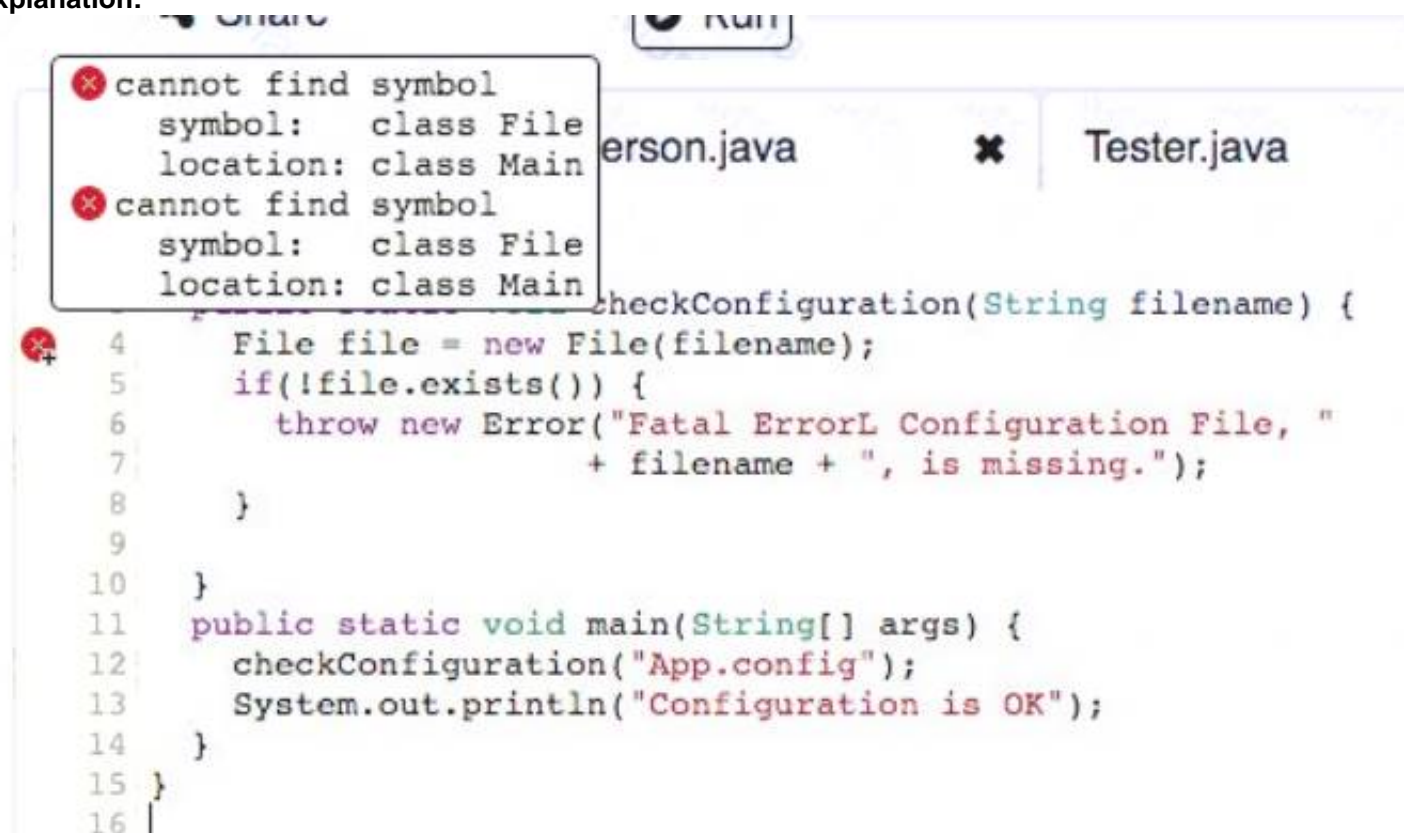 xplanation:
Share
Run
cannot find symbol
symbol: class File
location: class Main
cannot find symbol
symbol: class File
location: class Main
erson.java
Tester.java
checkConfiguration(String filename) {
4 File file = new File(filename);
5 if(!file.exists()) {
6 throw new Error("Fatal ErrorL Configuration File, "
7 + filename + ", is missing.");
8 }
9
10 }
11 public static void main(String[] args) {
12 checkConfiguration("App.config");
13 System.out.println("Configuration is OK");
14 }
15 }
16